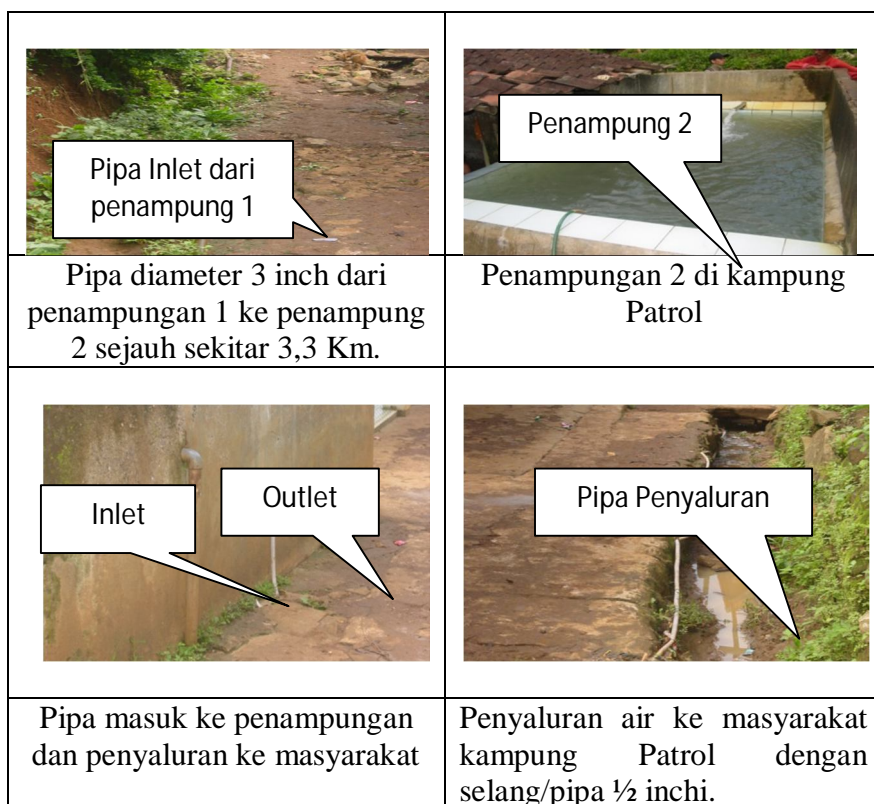 Pipa Inlet dari
penampung 1
Penampung 2
Pipa diameter 3 inch dari
penampungan 1 ke penampung
2 sejauh sekitar 3,3 Km.
Penampungan 2 di kampung
Patrol
Inlet
Outlet
Pipa Penyaluran
Pipa masuk ke penampungan
dan penyaluran ke masyarakat
Penyaluran air ke masyarakat
kampung Patrol dengan
selang/pipa ½ inchi.